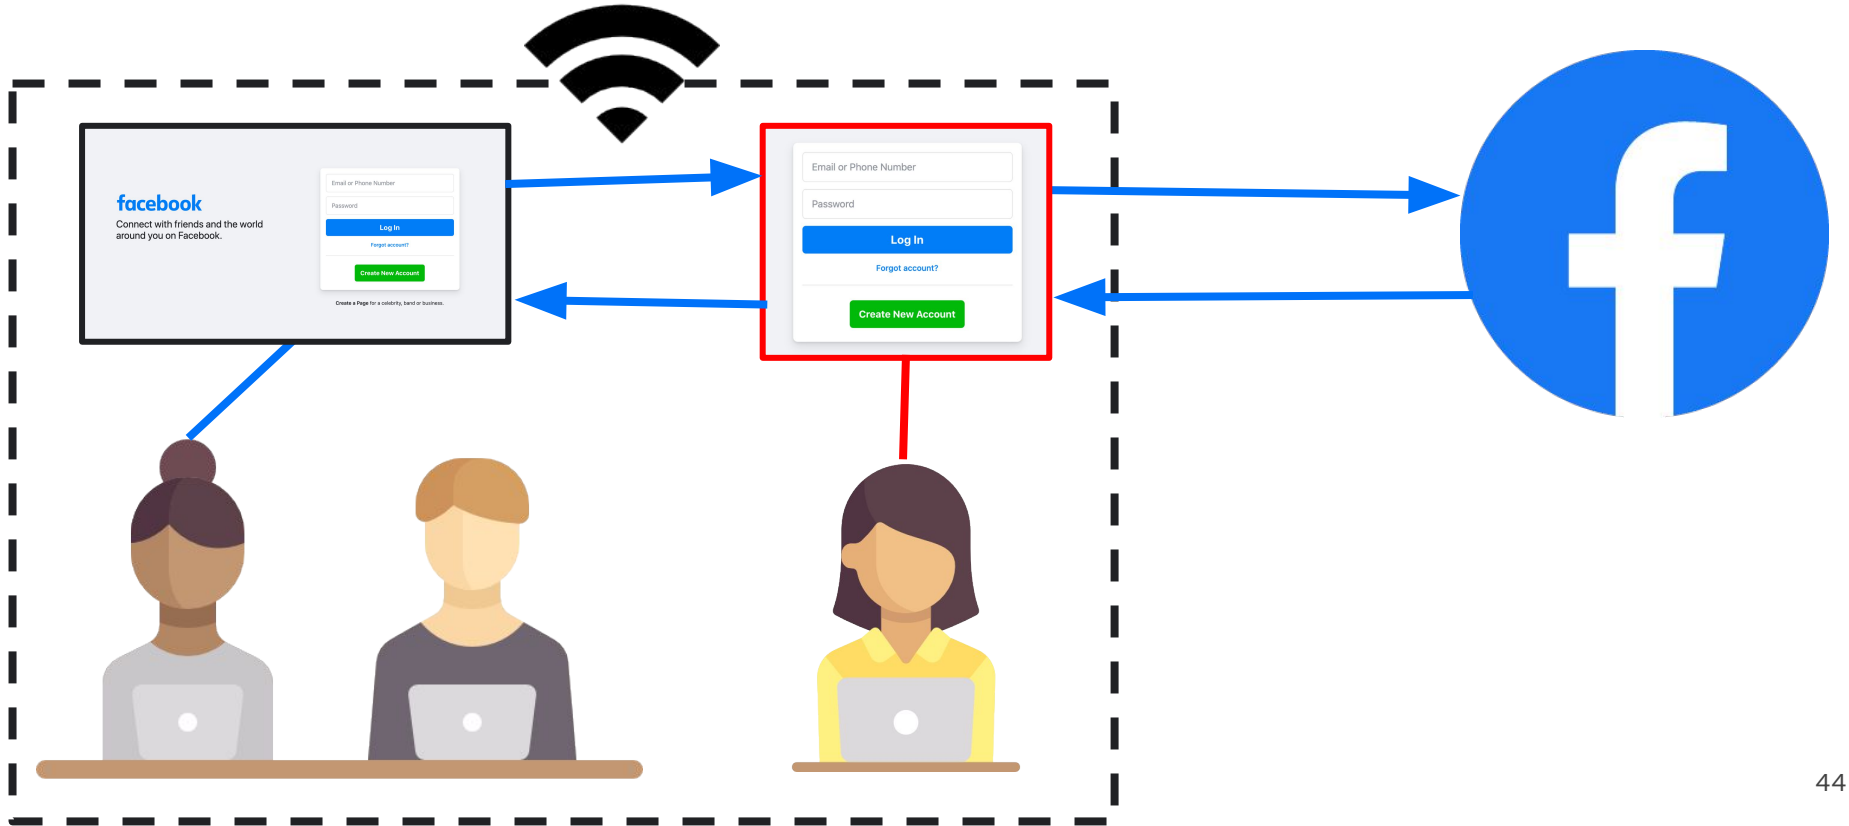 facebook
Connect with friends and the world
around you on Facebook.
Email or Phone Number
Password
Log In
Forgot account?
Create New Account
Create a Page for a celebrity, band or business.
Email or Phone Number
Password
Log In
Forgot account?
Create New Account
44